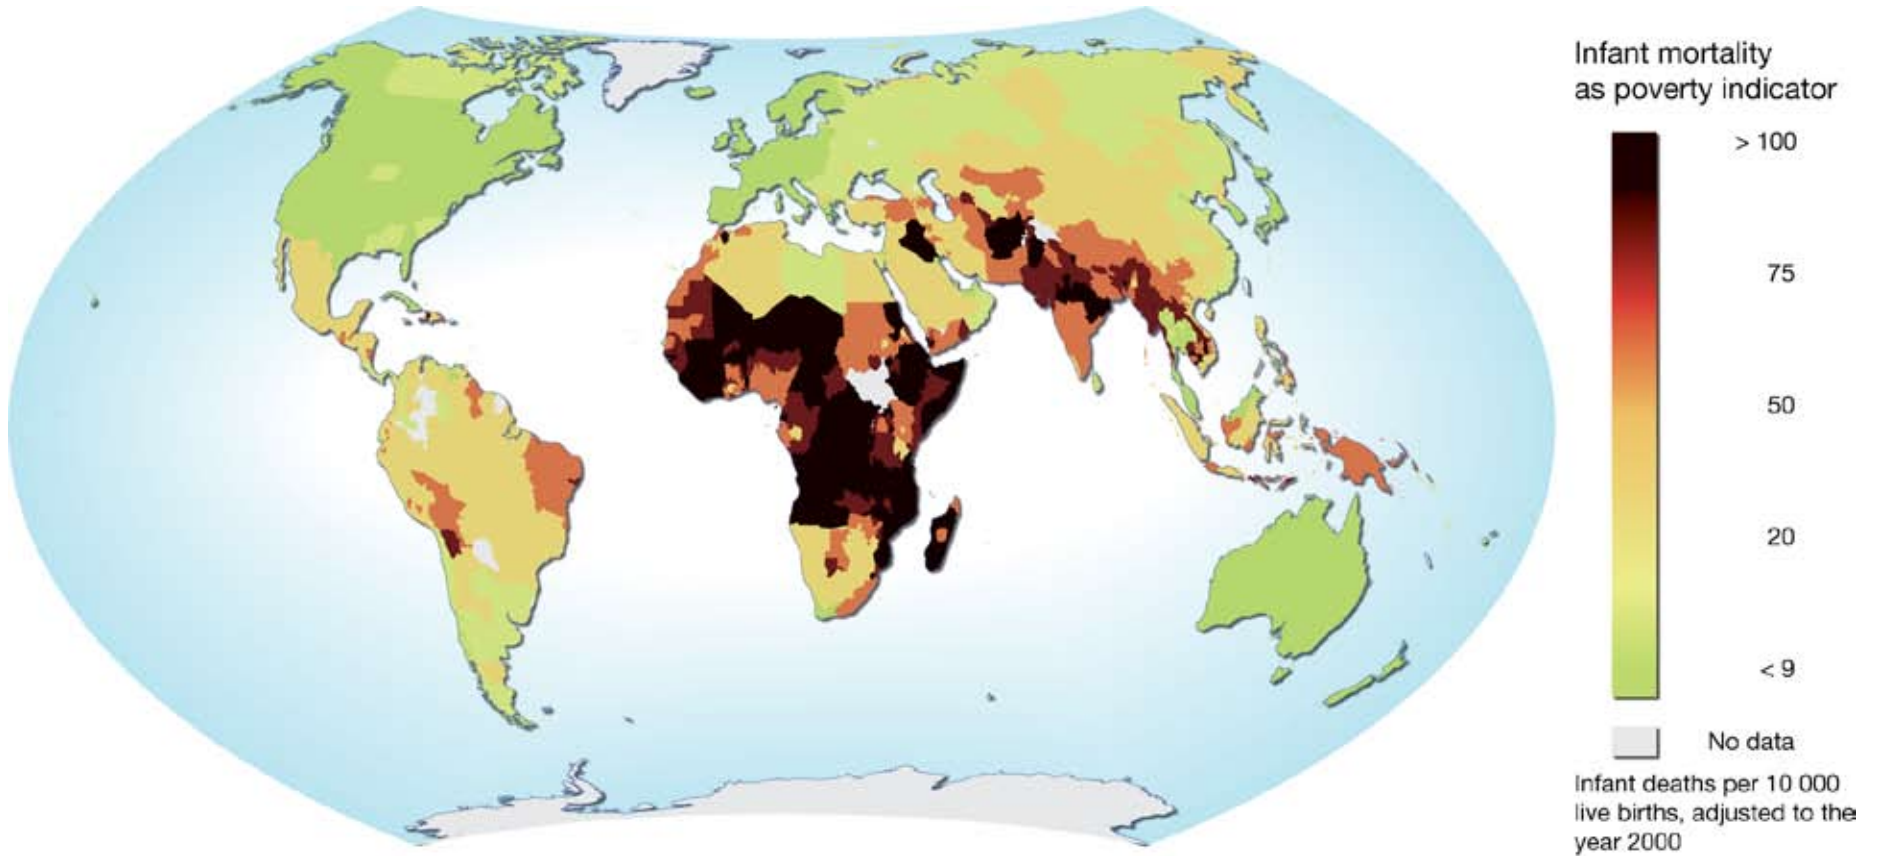 Infant mortality
as poverty indicator
> 100
75
50
20
< 9
No data
Infant deaths per 10 000
live births, adjusted to the
year 2000